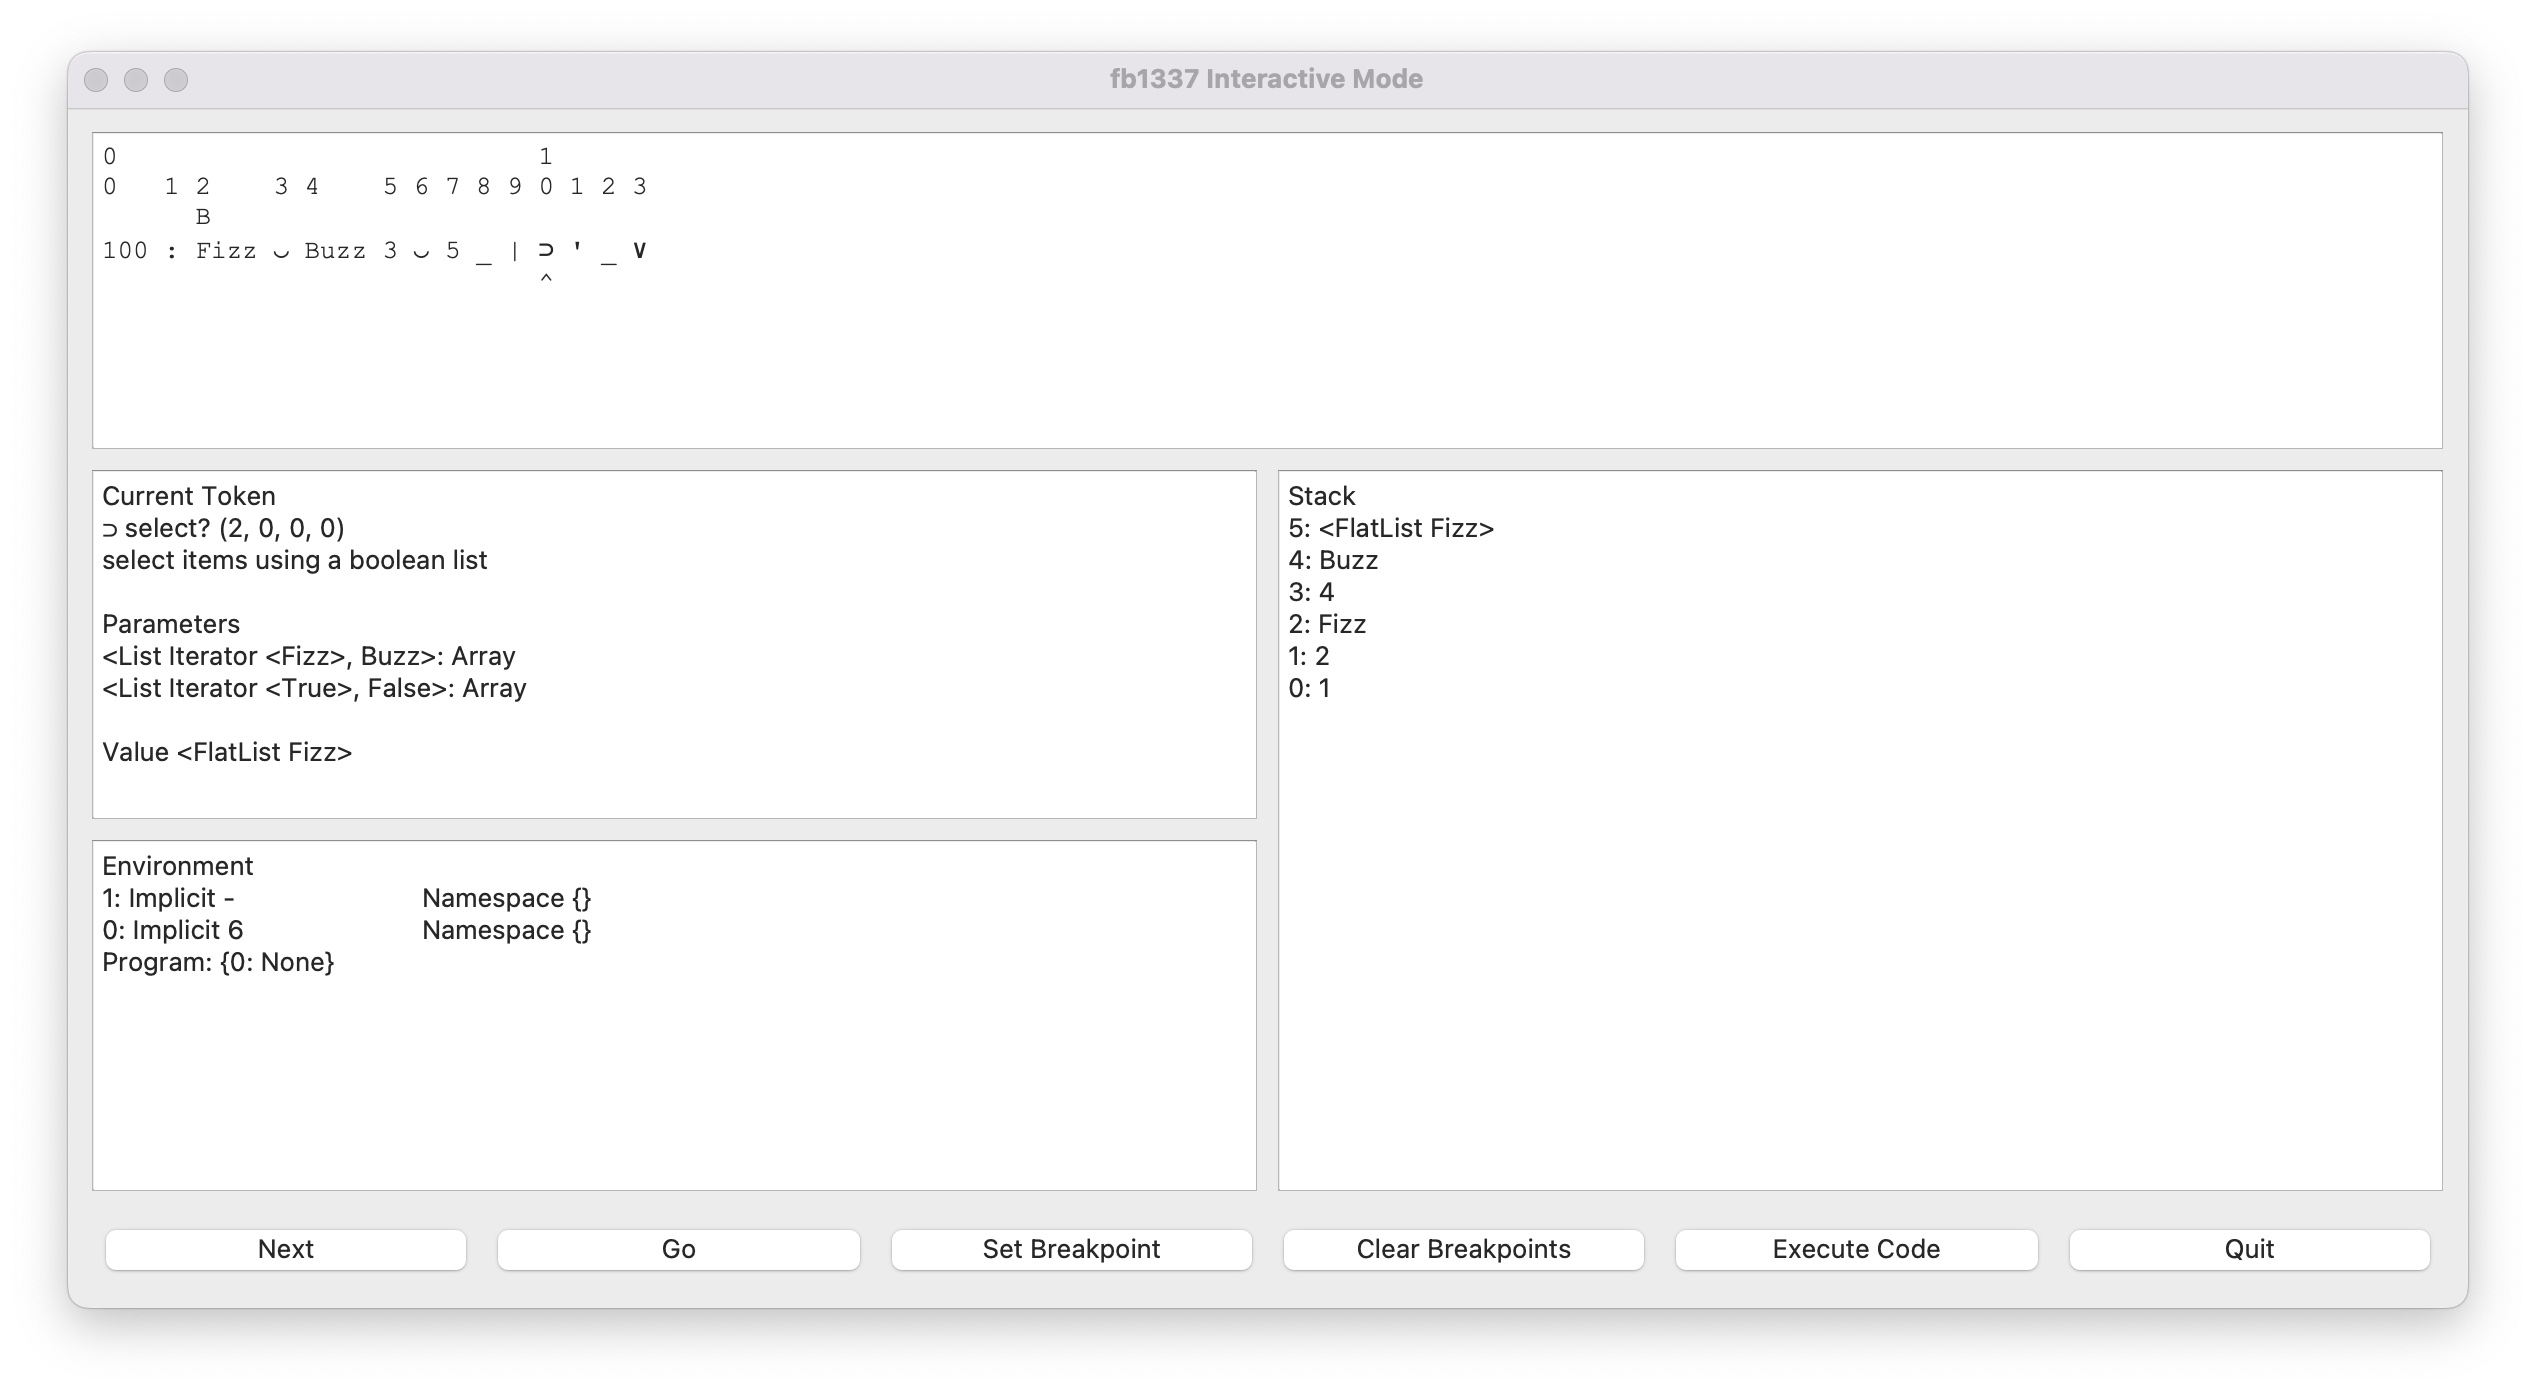 fb1337 Interactive Mode
0 1
0 1 2 3 4 5 6 7 8 9 0 1 2 3
B
100 : Fizz ⌣ Buzz 3 ⌣ 5 _ | ⊃ ' _ ∨
^
Current Token
⊃ select? (2, 0, 0, 0)
select items using a boolean list
Parameters
<List Iterator <Fizz>, Buzz>: Array
<List Iterator <True>, False>: Array
Value <FlatList Fizz>
Stack
5: <FlatList Fizz>
4: Buzz
3: 4
2: Fizz
1: 2
0: 1
Environment
1: Implicit - Namespace {}
0: Implicit 6 Namespace {}
Program: {0: None}
Next Go Set Breakpoint Clear Breakpoints Execute Code Quit